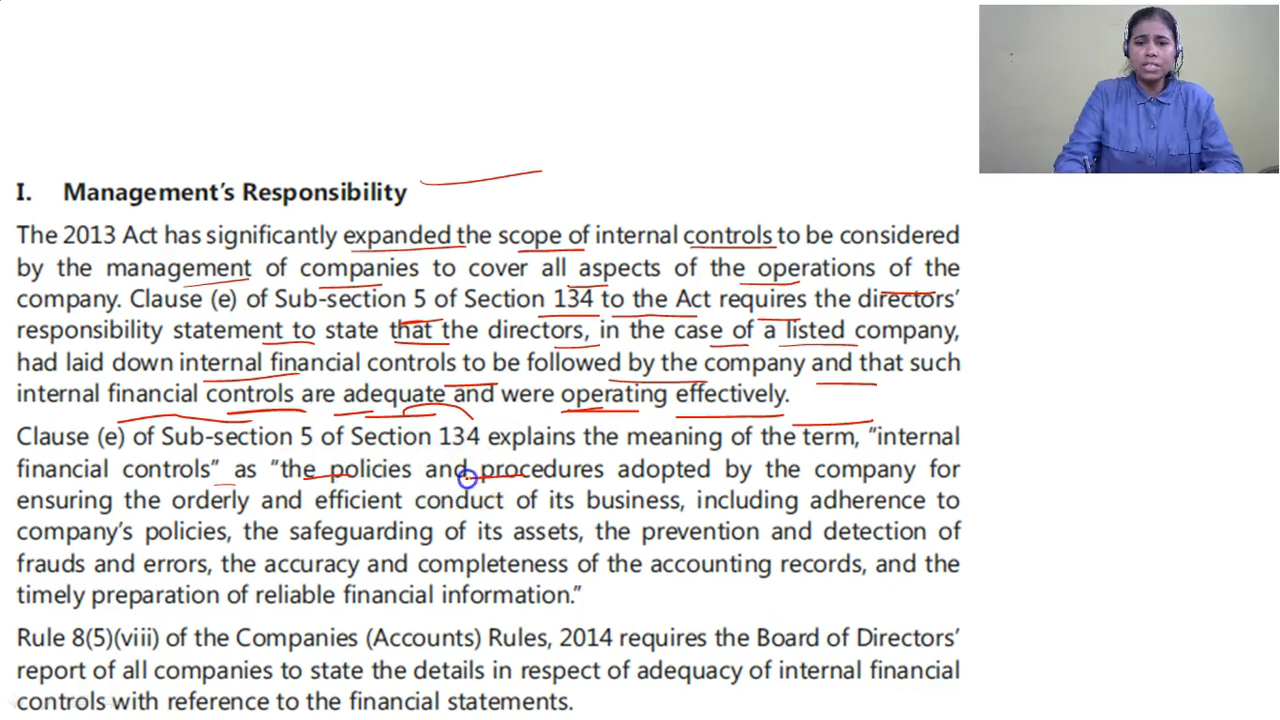 I. Management's Responsibility
The 2013 Act has significantly expanded the scope of internal controls to be considered
by the management of companies to cover all aspects of the operations of the
company. Clause (e) of Sub-section 5 of Section 134 to the Act requires the directors'
responsibility statement to state that the directors, in the case of a listed company,
had laid down internal financial controls to be followed by the company and that such
internal financial controls are adequate and were operating effectively.
Clause (e) of Sub-section 5 of Section 134 explains the meaning of the term, "internal
financial controls" as "the policies and procedures adopted by the company for
ensuring the orderly and efficient conduct of its business, including adherence to
company's policies, the safeguarding of its assets, the prevention and detection of
frauds and errors, the accuracy and completeness of the accounting records, and the
timely preparation of reliable financial information."
Rule 8(5)(viii) of the Companies (Accounts) Rules, 2014 requires the Board of Directors'
report of all companies to state the details in respect of adequacy of internal financial
controls with reference to the financial statements.